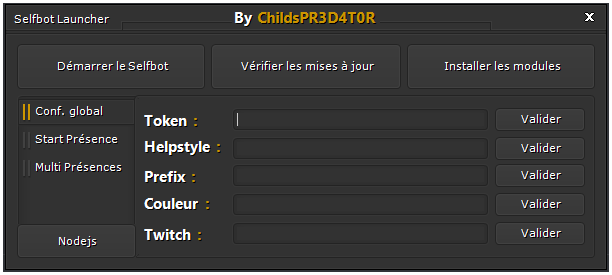 Selfbot Launcher
By ChildsPR3D4T0R
x
Démarrer le Selfbot
Vérifier les mises à jour
Installer les modules
Conf. global
Start Présence
Multi Présences
Nodejs
Token :
Valider
Helpstyle :
Valider
Prefix :
Valider
Couleur :
Valider
Twitch :
Valider